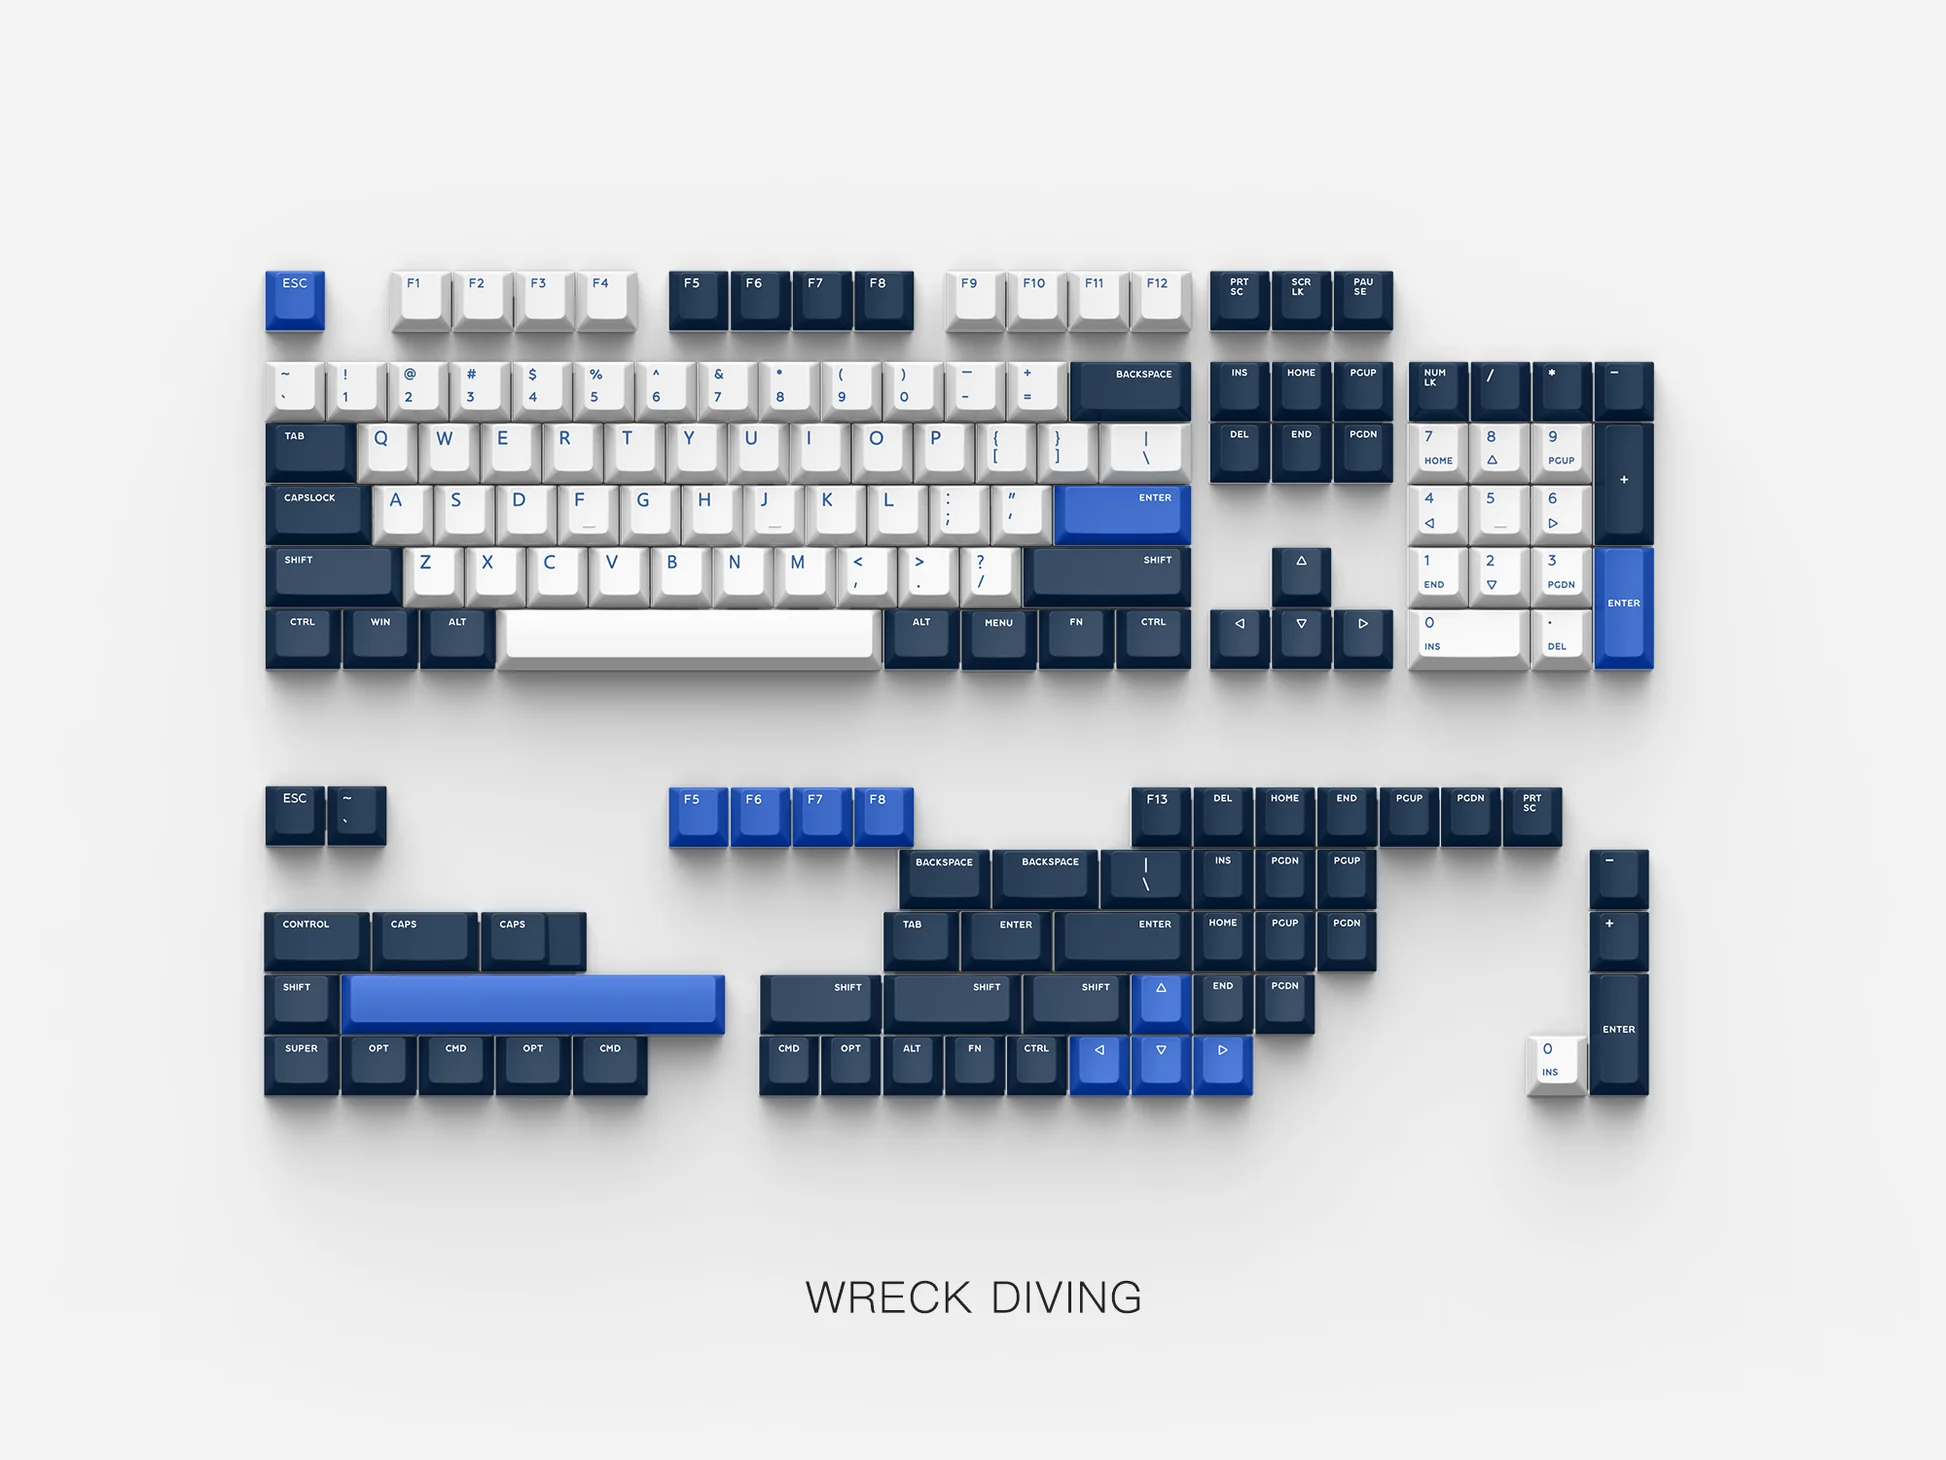 ESC F1 F2 F3 F4 F5 F6 F7 F8 F9 F10 F11 F12 PRT SC SCR LK PAU SE
~ ` ! 1 @ 2 # 3 $ 4 % 5 ^ 6 & 7 * 8 ( 9 ) 0 — - + = BACKSPACE INS HOME PGUP NUM LK / * −
TAB Q W E R T Y U I O P { [ } ] | \ DEL END PGDN 7 HOME 8 △ 9 PGUP +
CAPSLOCK A S D F _ G H J _ K L : ; " ' ENTER 4 ◁ 5 _ 6 ▷
SHIFT Z X C V B N M < , > . ? / SHIFT △ 1 END 2 ▽ 3 PGDN ENTER
CTRL WIN ALT ALT MENU FN CTRL ◁ ▽ ▷ 0 INS . DEL
ESC ~ ` F5 F6 F7 F8 F13 DEL HOME END PGUP PGDN PRT SC
BACKSPACE BACKSPACE | \ INS PGDN PGUP −
CONTROL CAPS CAPS TAB ENTER ENTER HOME PGUP PGDN +
SHIFT SHIFT SHIFT SHIFT △ END PGDN ENTER
SUPER OPT CMD OPT CMD CMD OPT ALT FN CTRL ◁ ▽ ▷ 0 INS
WRECK DIVING